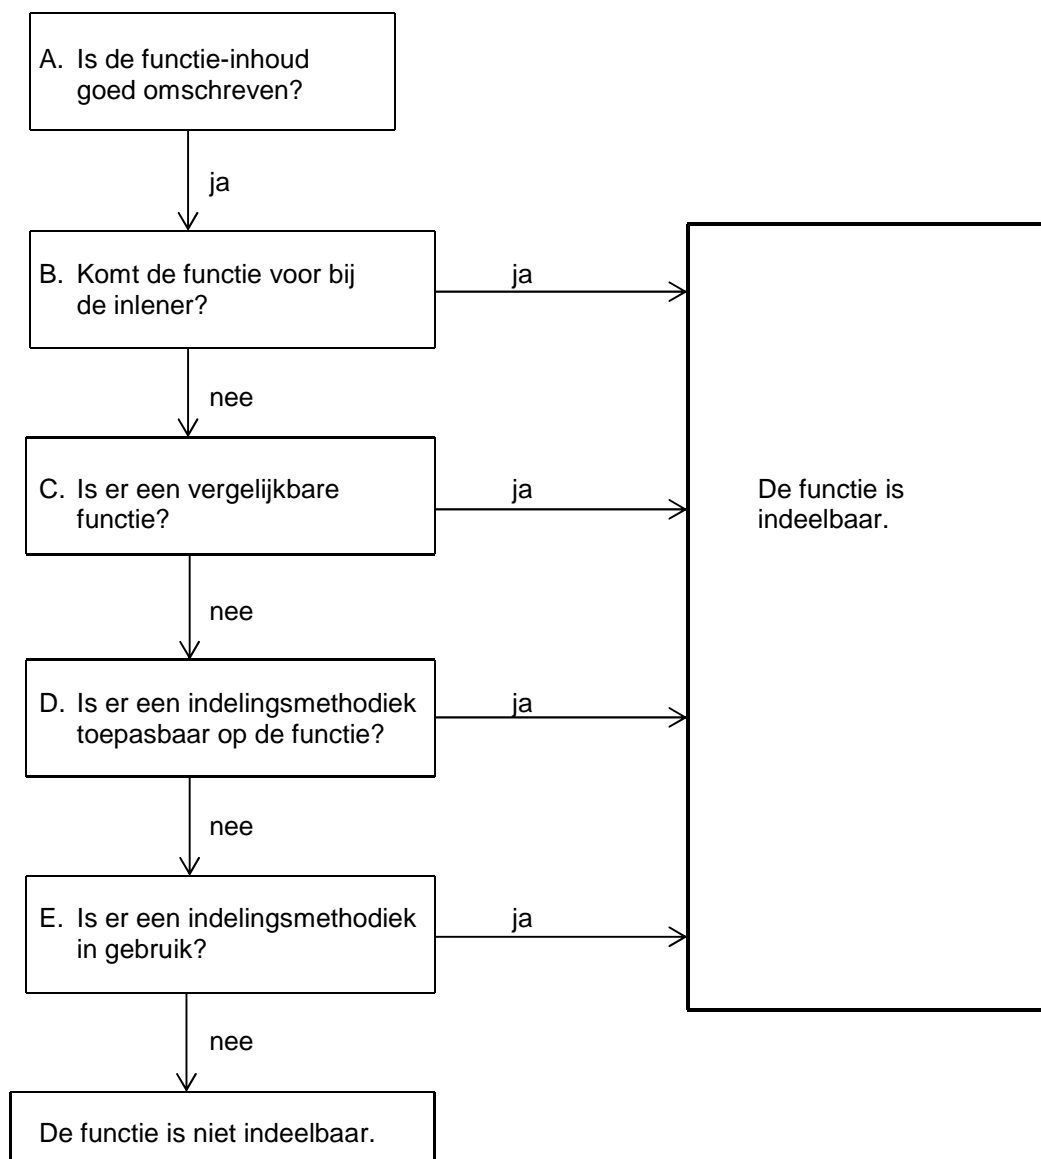 A. Is de functie-inhoud
goed omschreven?
ja
B. Komt de functie voor bij
de inlener?
ja
nee
C. Is er een vergelijkbare
functie?
ja
De functie is
indeelbaar.
nee
D. Is er een indelingsmethodiek
toepasbaar op de functie?
ja
nee
E. Is er een indelingsmethodiek
in gebruik?
ja
nee
De functie is niet indeelbaar.